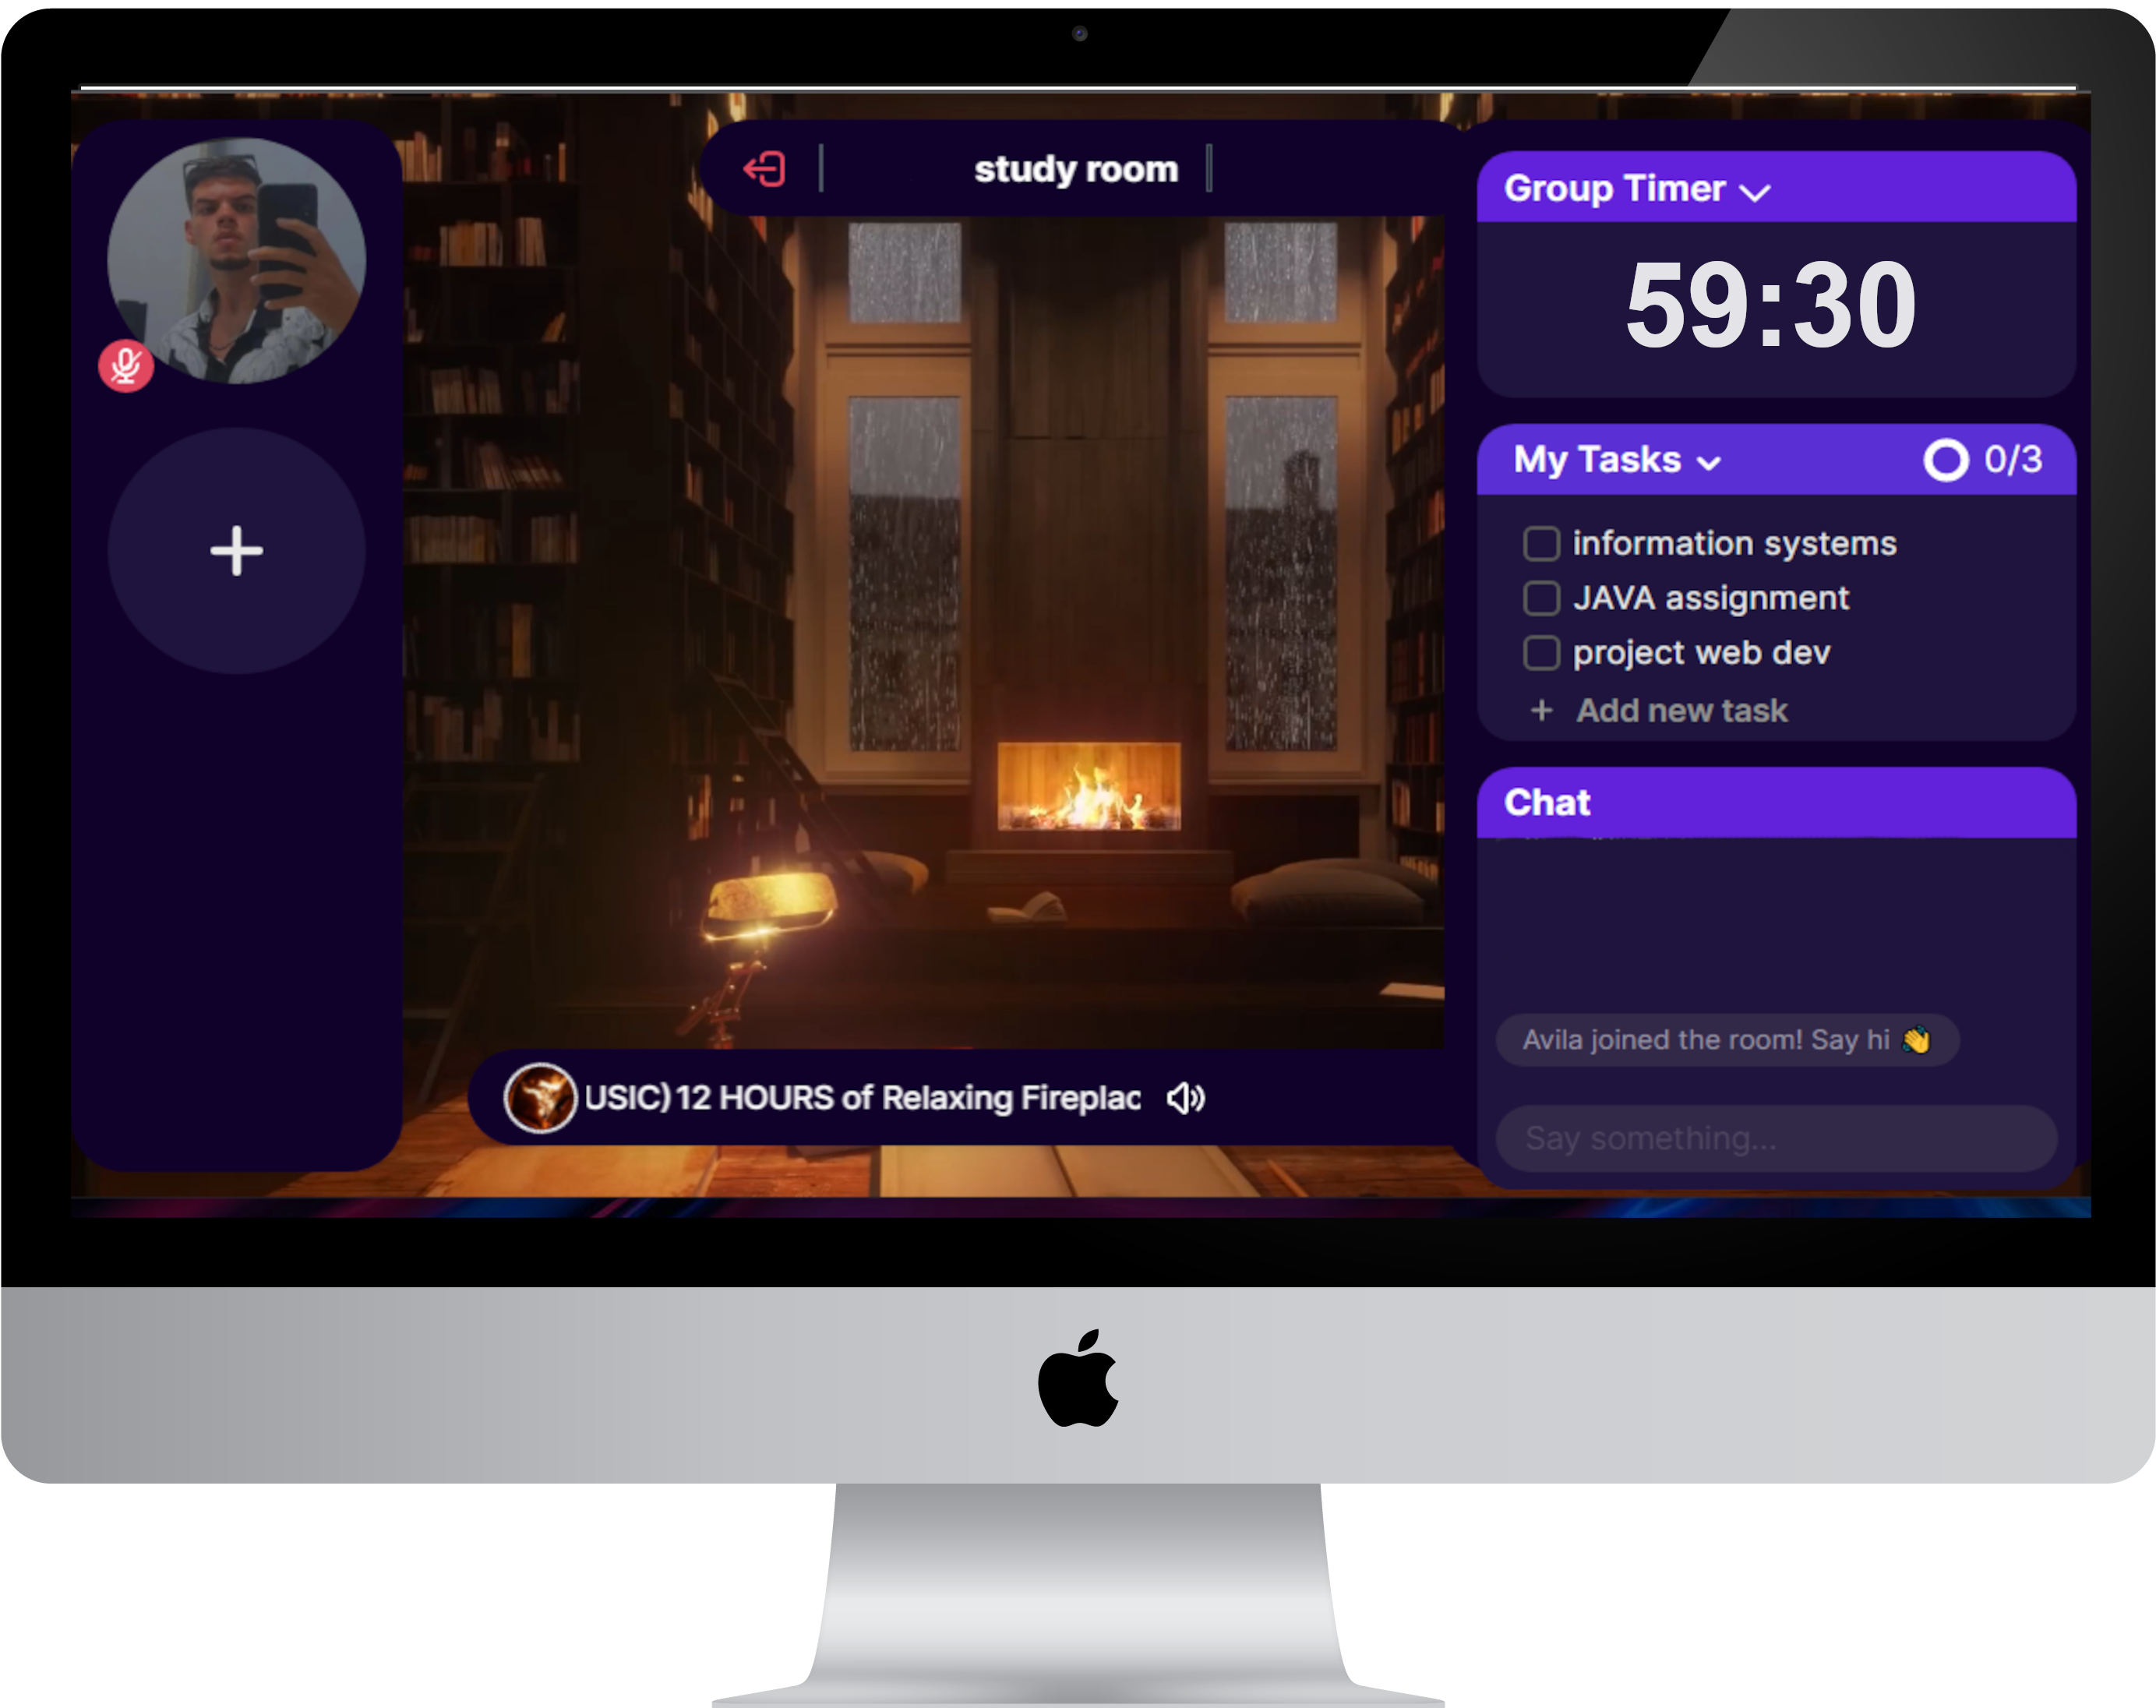 study room
Group Timer
59:30
My Tasks
0/3
information systems
JAVA assignment
project web dev
+ Add new task
Chat
Avila joined the room! Say hi 👋
Say something...
USIC) 12 HOURS of Relaxing Fireplac